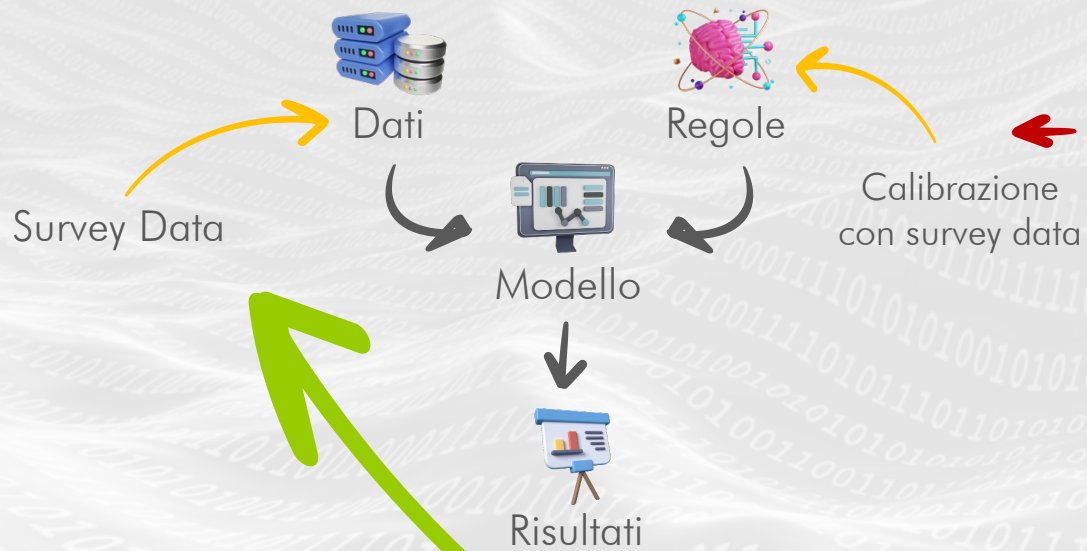 Dati
Regole
Survey Data
Calibrazione
con survey data
Modello
Risultati